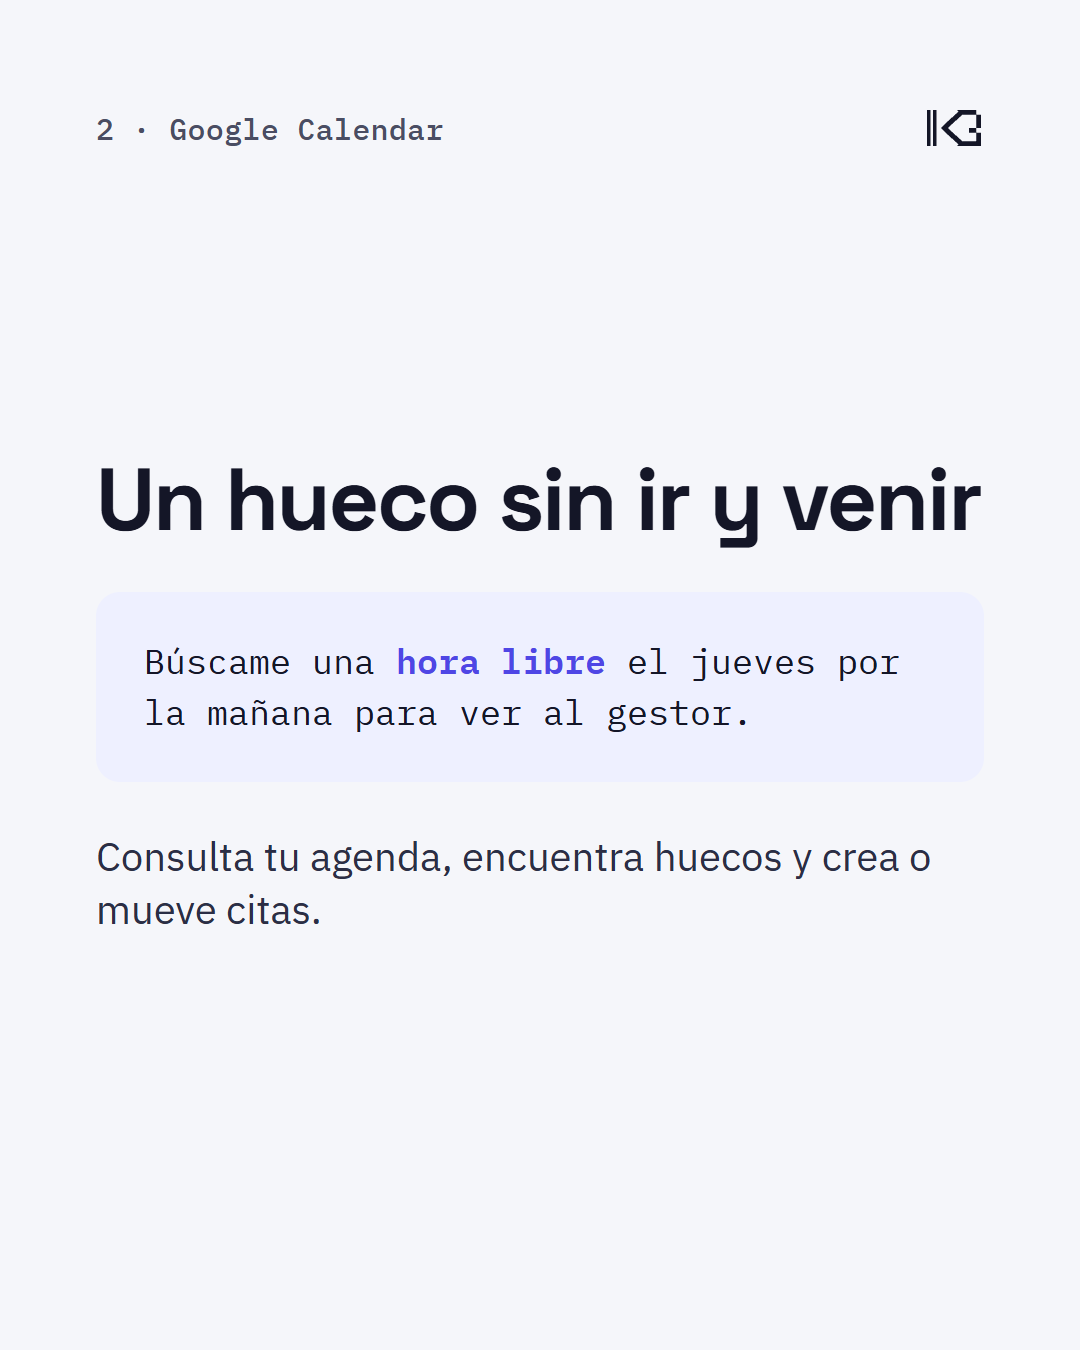 2 · Google Calendar
Un hueco sin ir y venir
Búscame una hora libre el jueves por
la mañana para ver al gestor.
Consulta tu agenda, encuentra huecos y crea o
mueve citas.